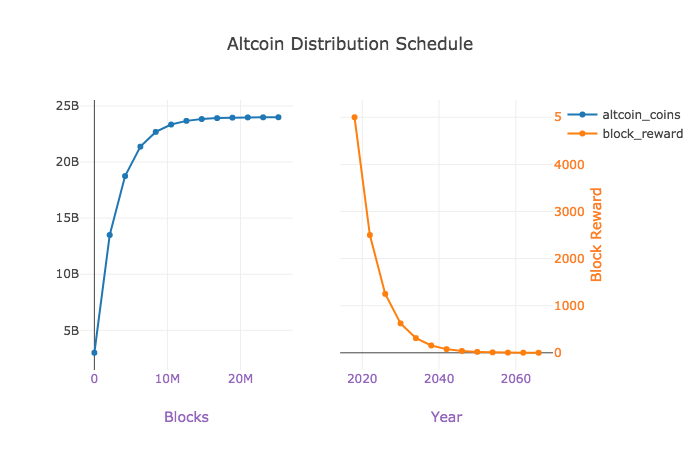 Altcoin Distribution Schedule
25B
20B
15B
10B
5B
0
10M
20M
Blocks
2020
2040
2060
Year
5
4000
3000
2000
1000
0
Block Reward
altcoin_coins
block_reward